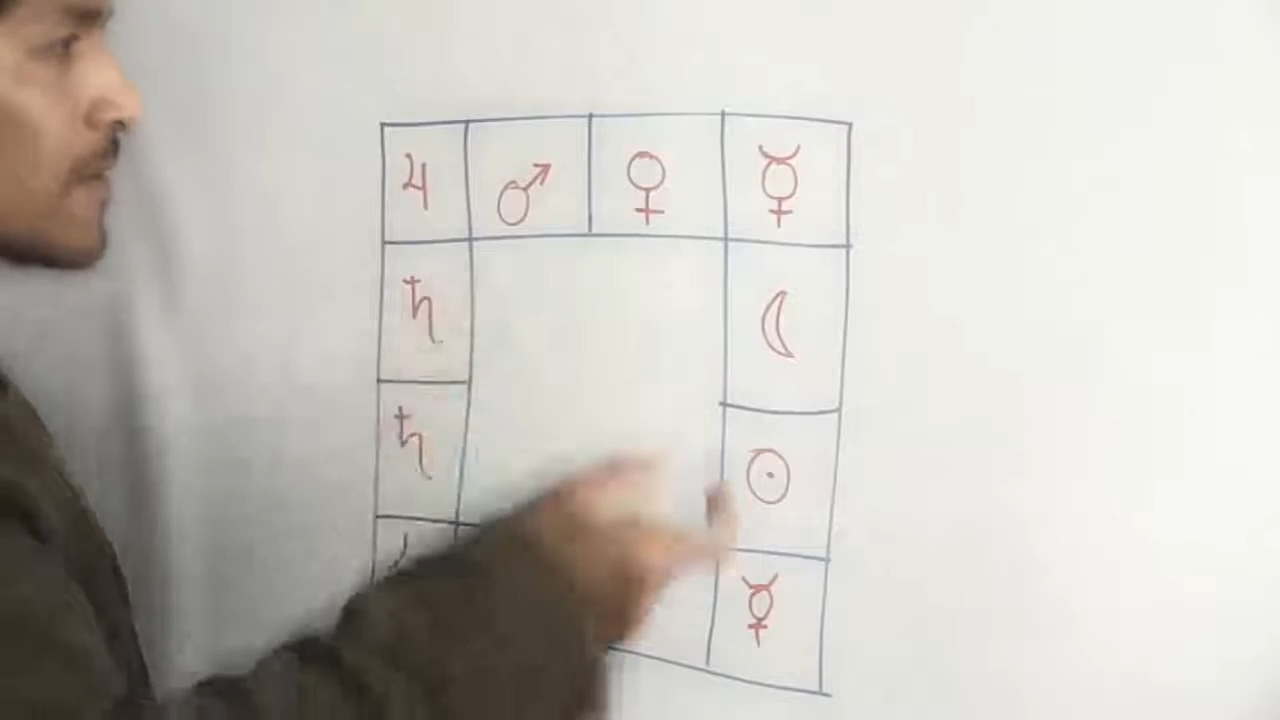 ♃ ♂ ♀ ☿
♄ ☾
♄ ☉
☿